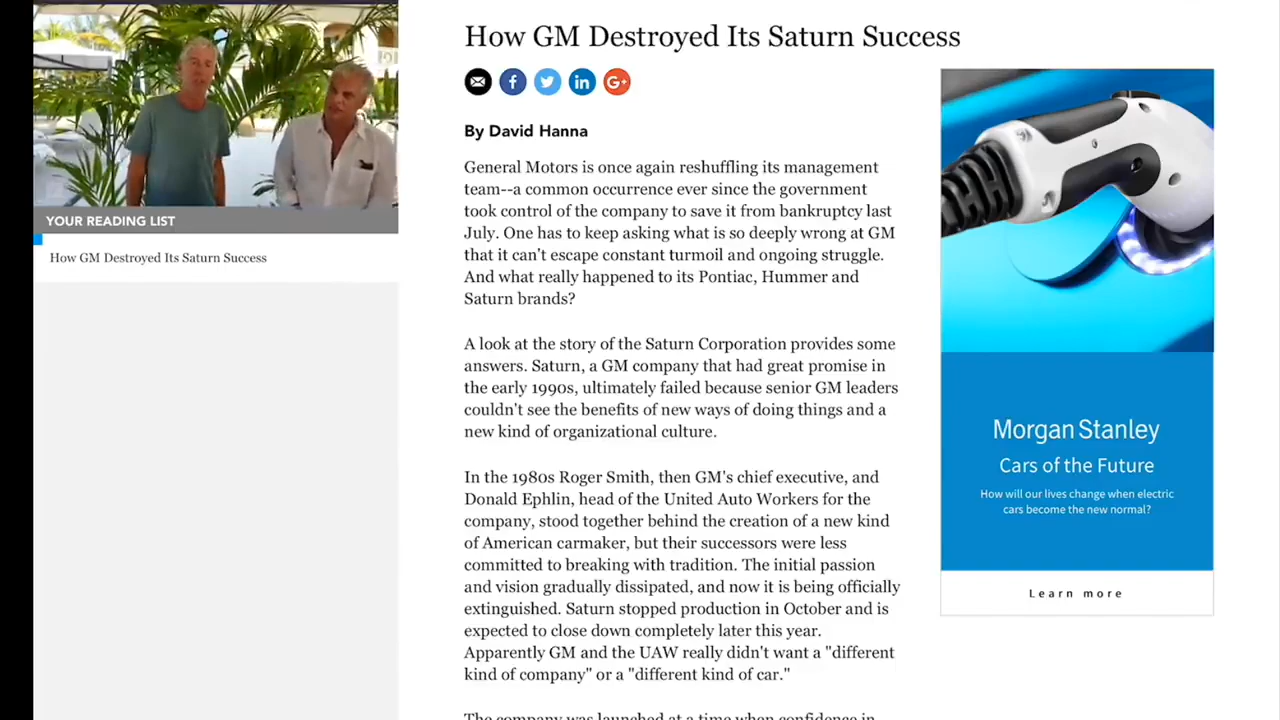 How GM Destroyed Its Saturn Success
By David Hanna
General Motors is once again reshuffling its management
team--a common occurrence ever since the government
took control of the company to save it from bankruptcy last
July. One has to keep asking what is so deeply wrong at GM
that it can't escape constant turmoil and ongoing struggle.
And what really happened to its Pontiac, Hummer and
Saturn brands?
A look at the story of the Saturn Corporation provides some
answers. Saturn, a GM company that had great promise in
the early 1990s, ultimately failed because senior GM leaders
couldn't see the benefits of new ways of doing things and a
new kind of organizational culture.
In the 1980s Roger Smith, then GM's chief executive, and
Donald Ephlin, head of the United Auto Workers for the
company, stood together behind the creation of a new kind
of American carmaker, but their successors were less
committed to breaking with tradition. The initial passion
and vision gradually dissipated, and now it is being officially
extinguished. Saturn stopped production in October and is
expected to close down completely later this year.
Apparently GM and the UAW really didn't want a "different
kind of company" or a "different kind of car."
The company was launched at a time when confidence in
YOUR READING LIST
How GM Destroyed Its Saturn Success
f
in
G+
Morgan Stanley
Cars of the Future
How will our lives change when electric
cars become the new normal?
Learn more